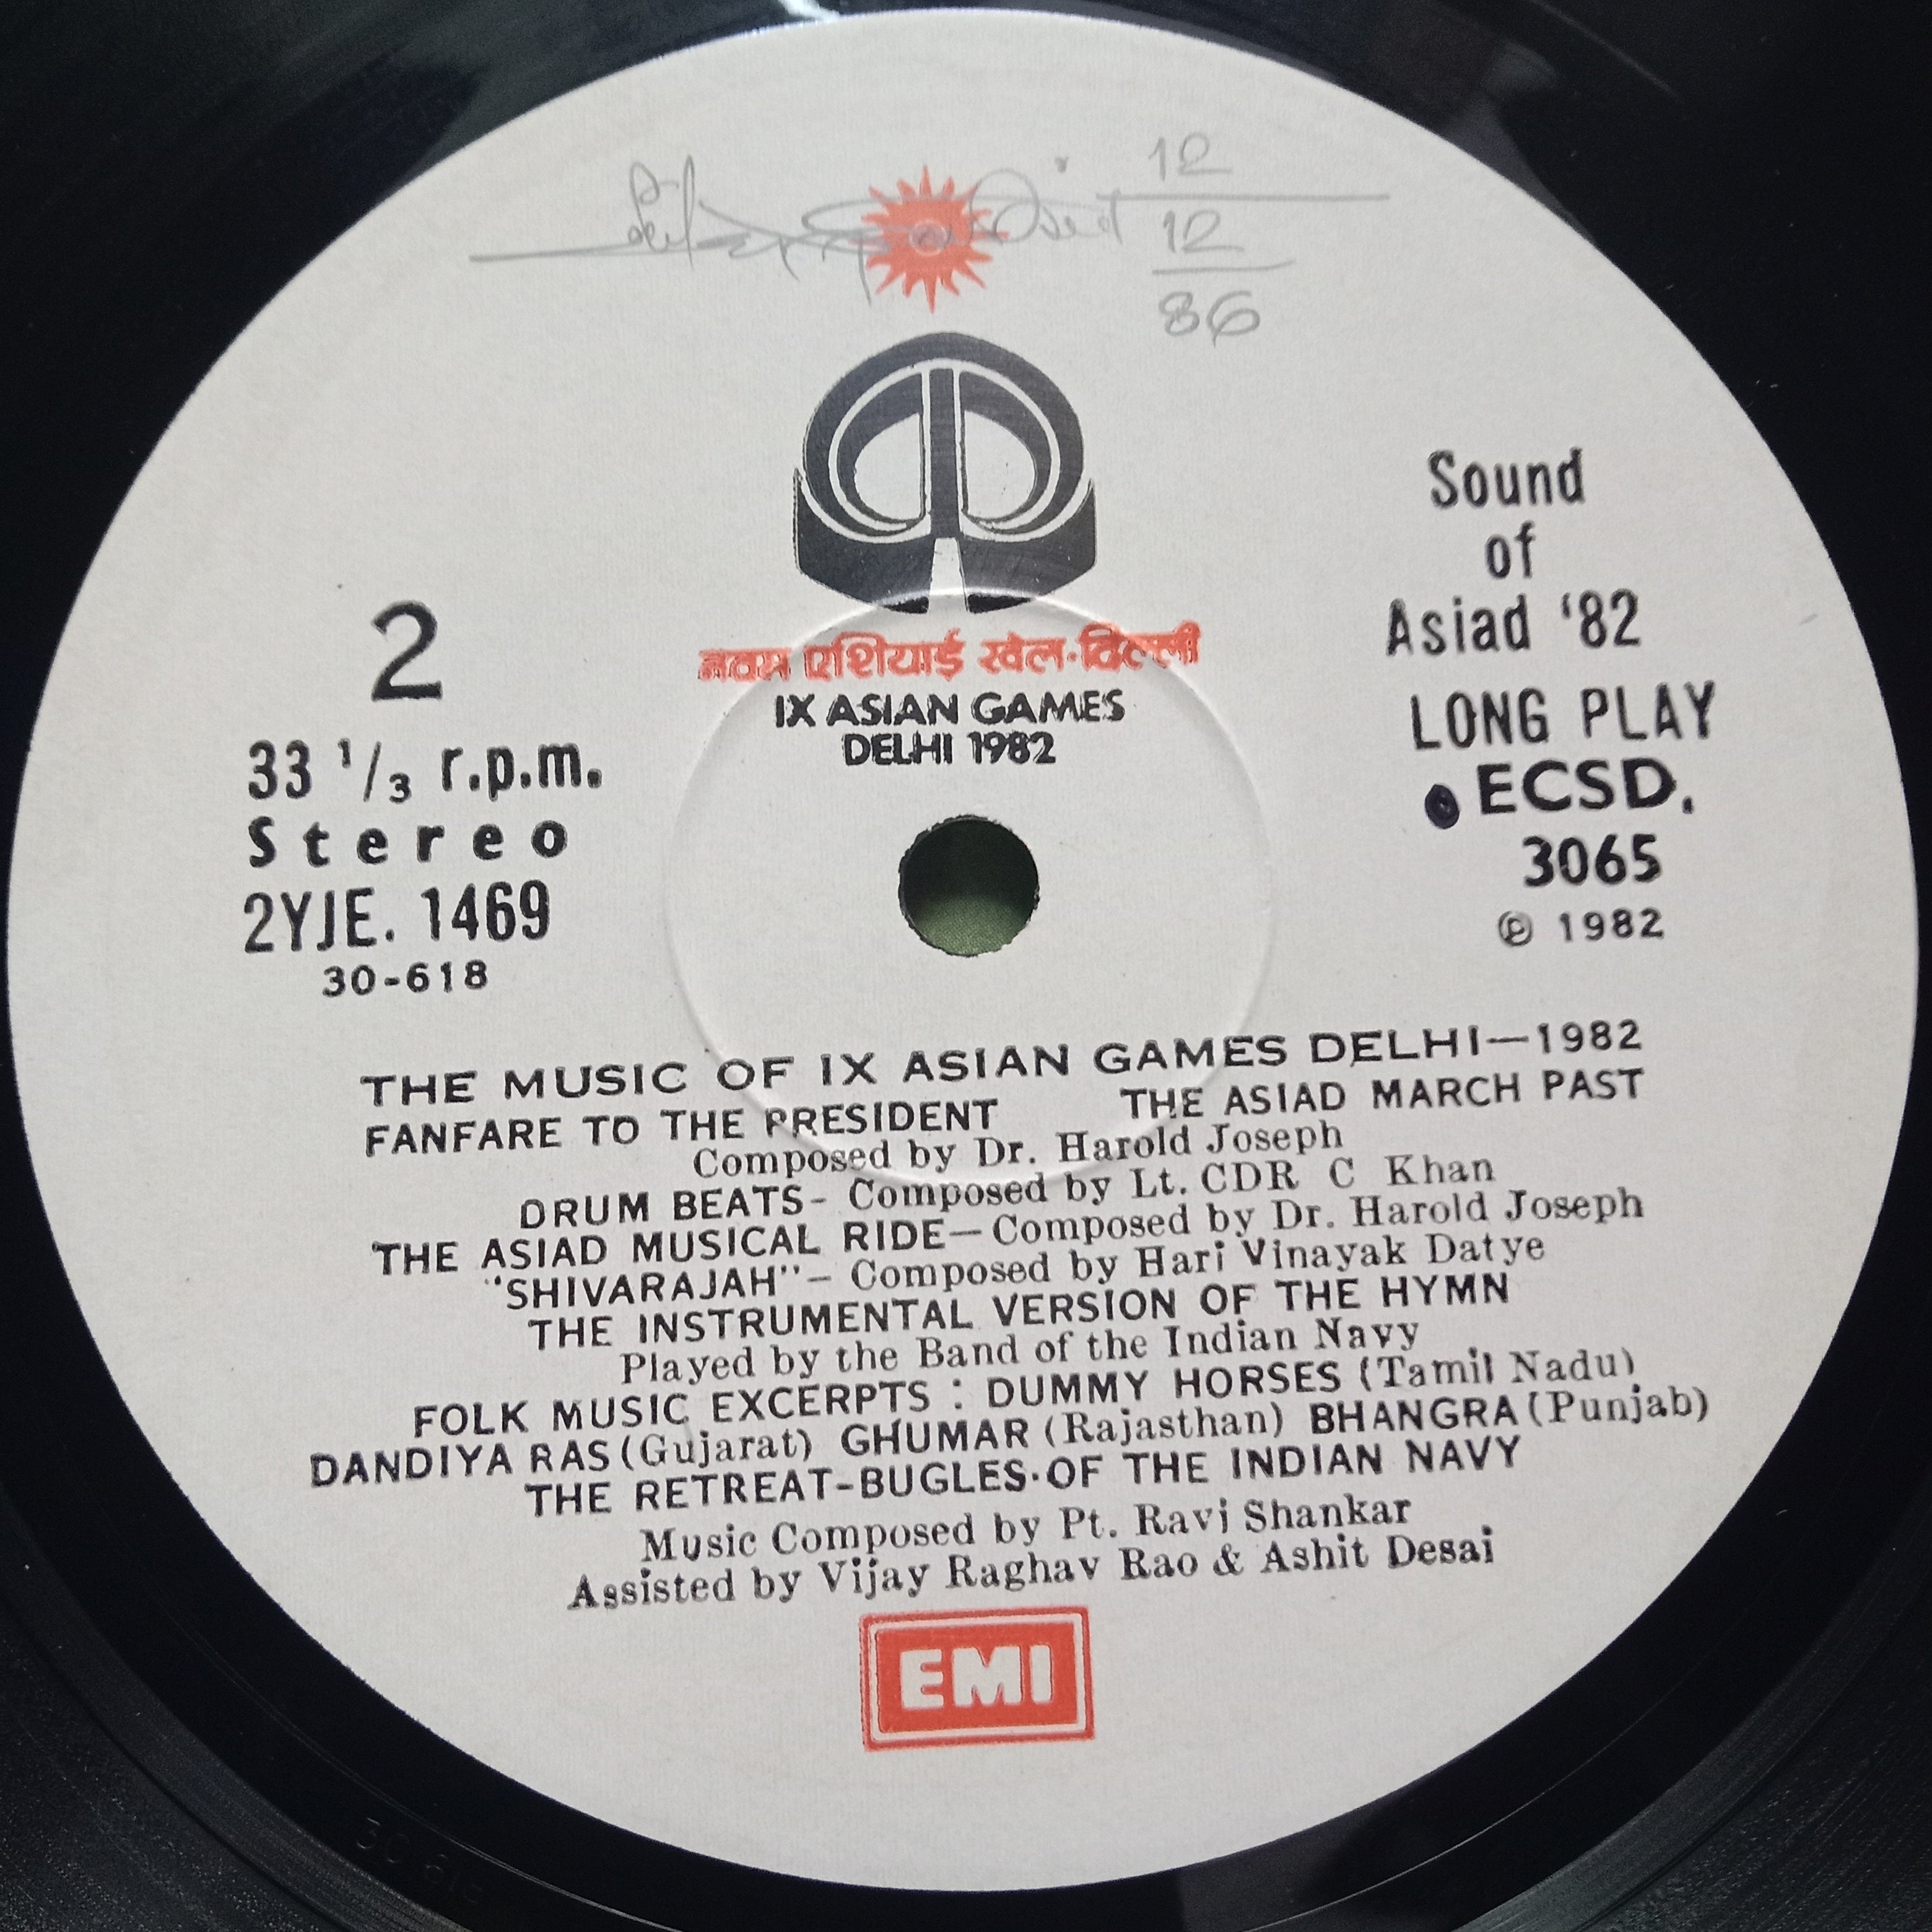 12
12
86
नवम एशियाई खेल·दिल्ली
IX ASIAN GAMES
DELHI 1982
2
33 1/3 r.p.m.
Stereo
2YJE. 1469
30-618
Sound
of
Asiad '82
LONG PLAY
ECSD.
3065
℗ 1982
THE MUSIC OF IX ASIAN GAMES DELHI—1982
FANFARE TO THE PRESIDENT THE ASIAD MARCH PAST
Composed by Dr. Harold Joseph
DRUM BEATS- Composed by Lt. CDR C Khan
THE ASIAD MUSICAL RIDE—Composed by Dr. Harold Joseph
"SHIVARAJAH"- Composed by Hari Vinayak Datye
THE INSTRUMENTAL VERSION OF THE HYMN
Played by the Band of the Indian Navy
FOLK MUSIC EXCERPTS : DUMMY HORSES (Tamil Nadu)
DANDIYA RAS (Gujarat) GHUMAR (Rajasthan) BHANGRA (Punjab)
THE RETREAT-BUGLES·OF THE INDIAN NAVY
Music Composed by Pt. Ravi Shankar
Assisted by Vijay Raghav Rao & Ashit Desai
EMI